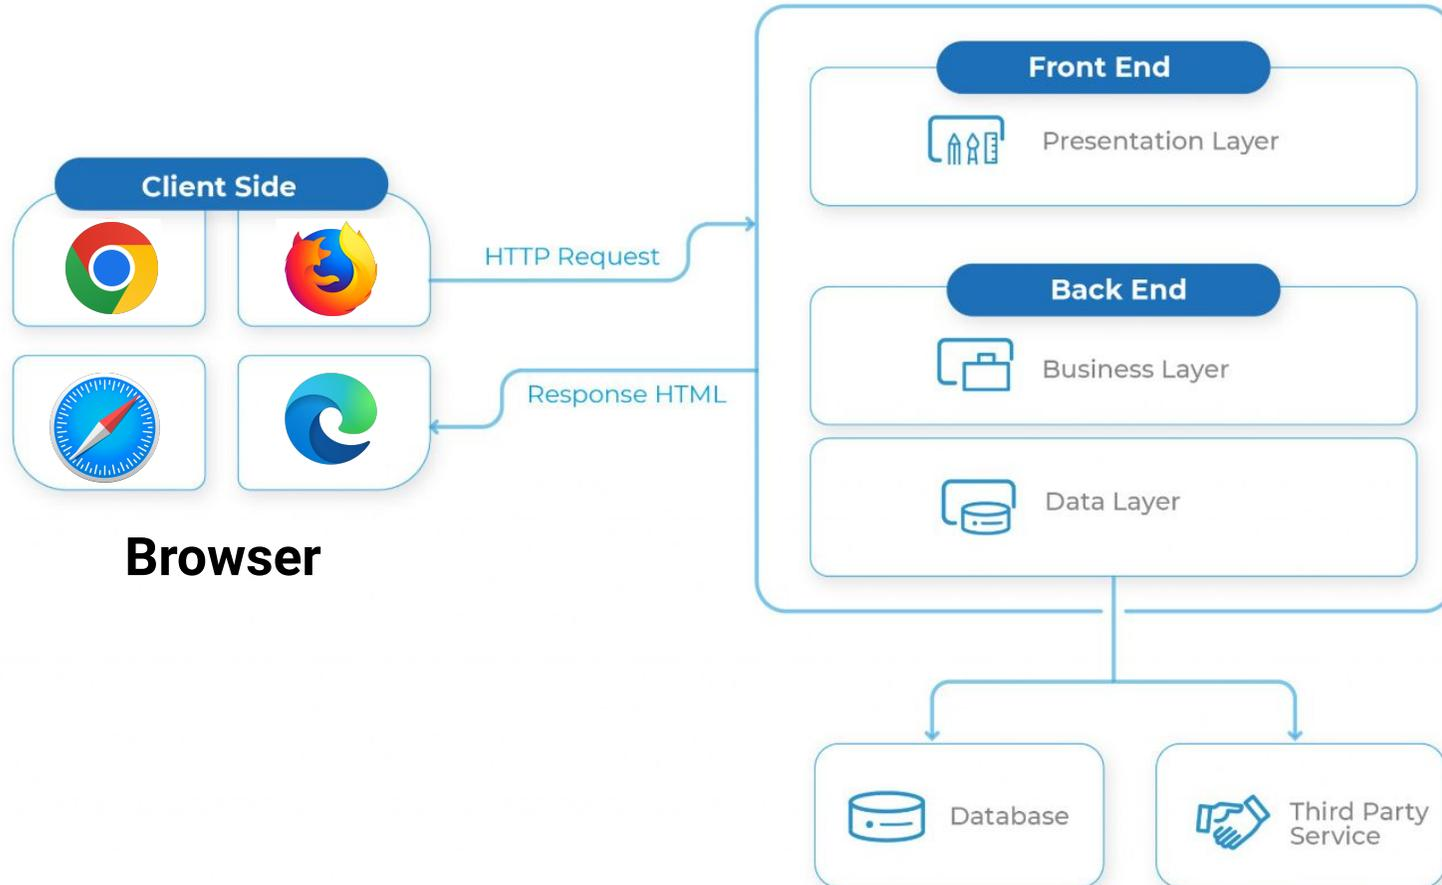 Client Side
Browser
HTTP Request
Response HTML
Front End
Presentation Layer
Back End
Business Layer
Data Layer
Database
Third Party
Service